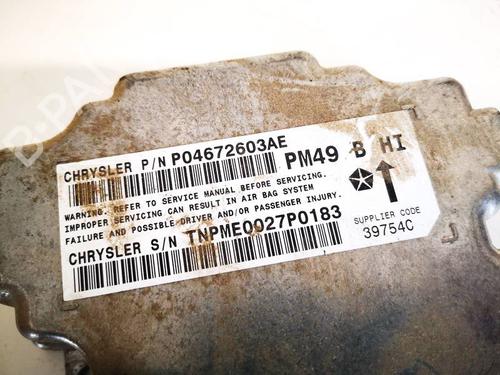 CHRYSLER P/N P04672603AE
PM49 B HI
WARNING: REFER TO SERVICE MANUAL BEFORE SERVICING.
IMPROPER SERVICING CAN RESULT IN AIR BAG SYSTEM
FAILURE AND POSSIBLE DRIVER AND/OR PASSENGER INJURY.
CHRYSLER S/N TNPME0027P0183
SUPPLIER CODE
39754C